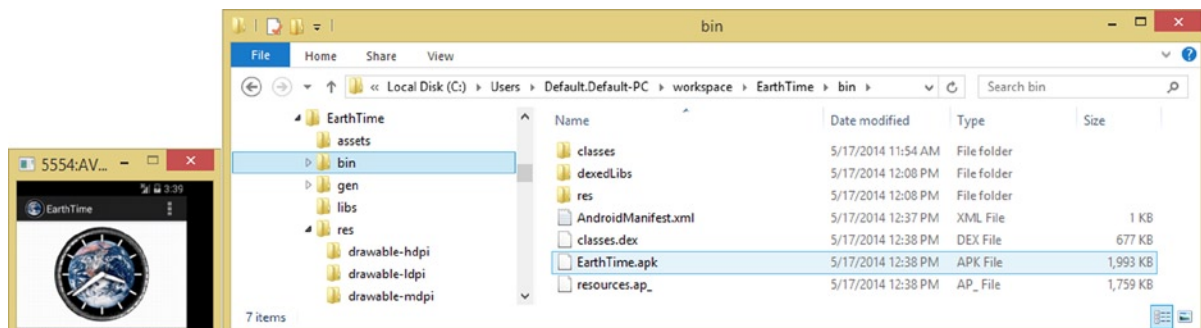 bin
File Home Share View
« Local Disk (C:) Users Default.Default-PC workspace EarthTime bin Search bin
EarthTime
assets
bin
gen
libs
res
drawable-hdpi
drawable-ldpi
drawable-mdpi
Name Date modified Type Size
classes 5/17/2014 11:54 AM File folder
dexedLibs 5/17/2014 12:08 PM File folder
res 5/17/2014 12:08 PM File folder
AndroidManifest.xml 5/17/2014 12:37 PM XML File 1 KB
classes.dex 5/17/2014 12:38 PM DEX File 677 KB
EarthTime.apk 5/17/2014 12:38 PM APK File 1,993 KB
resources.ap_ 5/17/2014 12:38 PM AP_ File 1,759 KB
7 items
5554:AV...
3:39
EarthTime